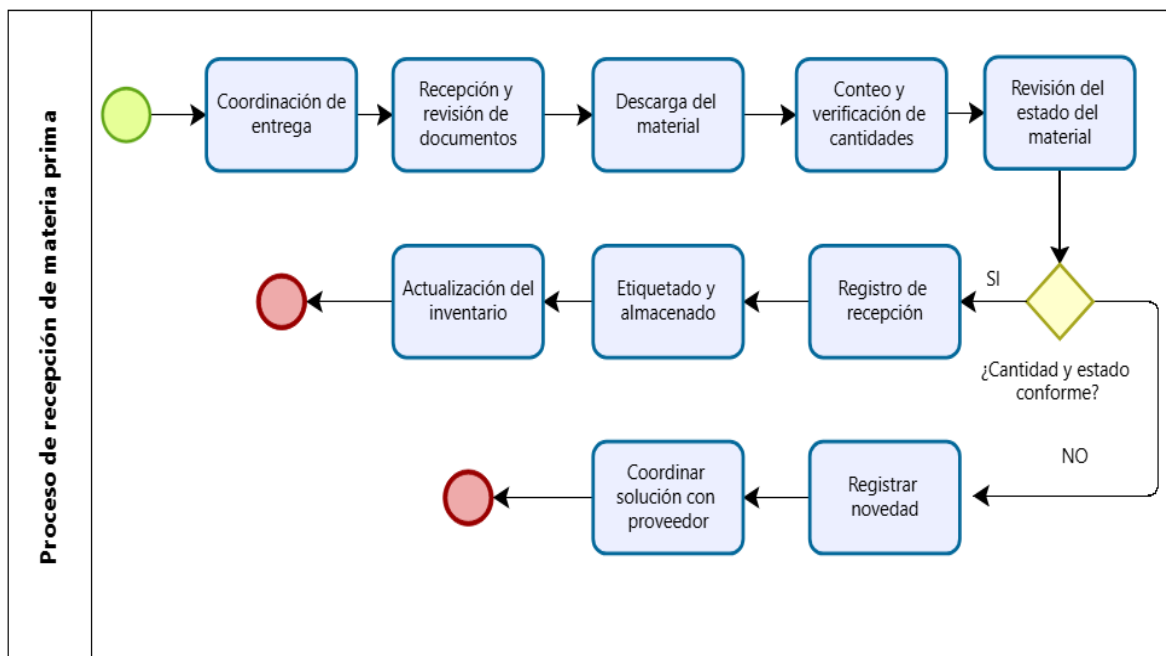 Proceso de recepción de materia prima
Coordinación de
entrega
Recepción y
revisión de
documentos
Descarga del
material
Conteo y
verificación de
cantidades
Revisión del
estado del
material
¿Cantidad y estado
conforme?
SI
Registro de
recepción
Etiquetado y
almacenado
Actualización del
inventario
NO
Registrar
novedad
Coordinar
solución con
proveedor